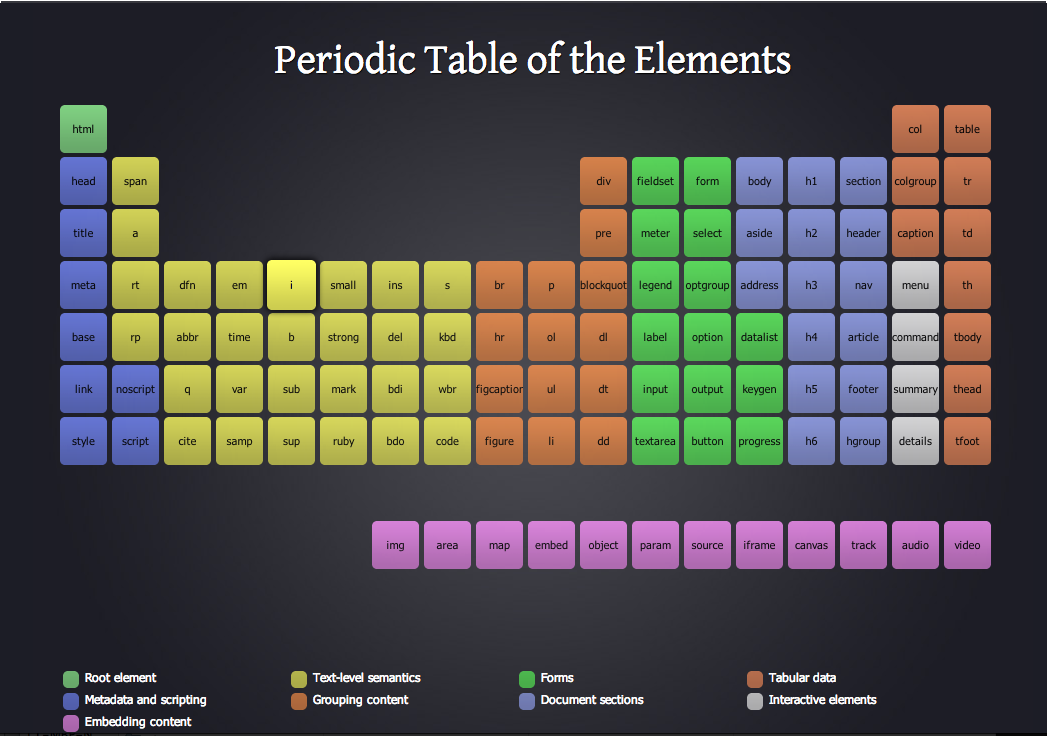 Periodic Table of the Elements
html col table
head span div fieldset form body h1 section colgroup tr
title a pre meter select aside h2 header caption td
meta rt dfn em i small ins s br p blockquot legend optgroup address h3 nav menu th
base rp abbr time b strong del kbd hr ol dl label option datalist h4 article command tbody
link noscript q var sub mark bdi wbr figcaption ul dt input output keygen h5 footer summary thead
style script cite samp sup ruby bdo code figure li dd textarea button progress h6 hgroup details tfoot
img area map embed object param source iframe canvas track audio video
Root element Text-level semantics Forms Tabular data
Metadata and scripting Grouping content Document sections Interactive elements
Embedding content